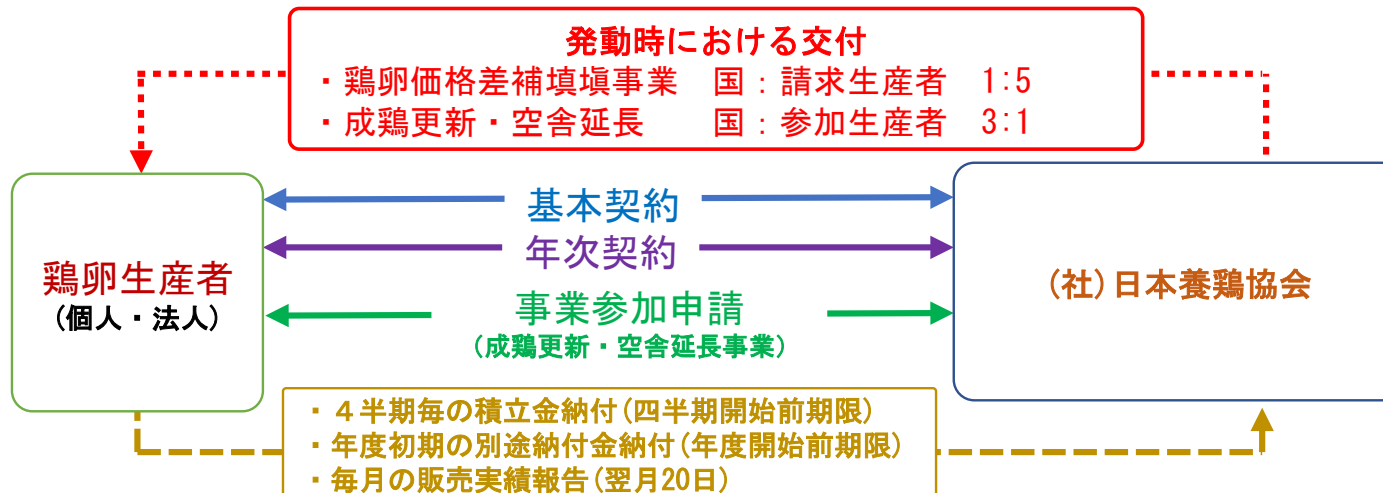 発動時における交付
・鶏卵価格差補填塡事業　国：請求生産者　1:5
・成鶏更新・空舎延長　　国：参加生産者　3:1
基本契約
年次契約
鶏卵生産者
(個人・法人)
(社)日本養鶏協会
事業参加申請
(成鶏更新・空舎延長事業)
・４半期毎の積立金納付(四半期開始前期限)
・年度初期の別途納付金納付(年度開始前期限)
・毎月の販売実績報告(翌月20日)